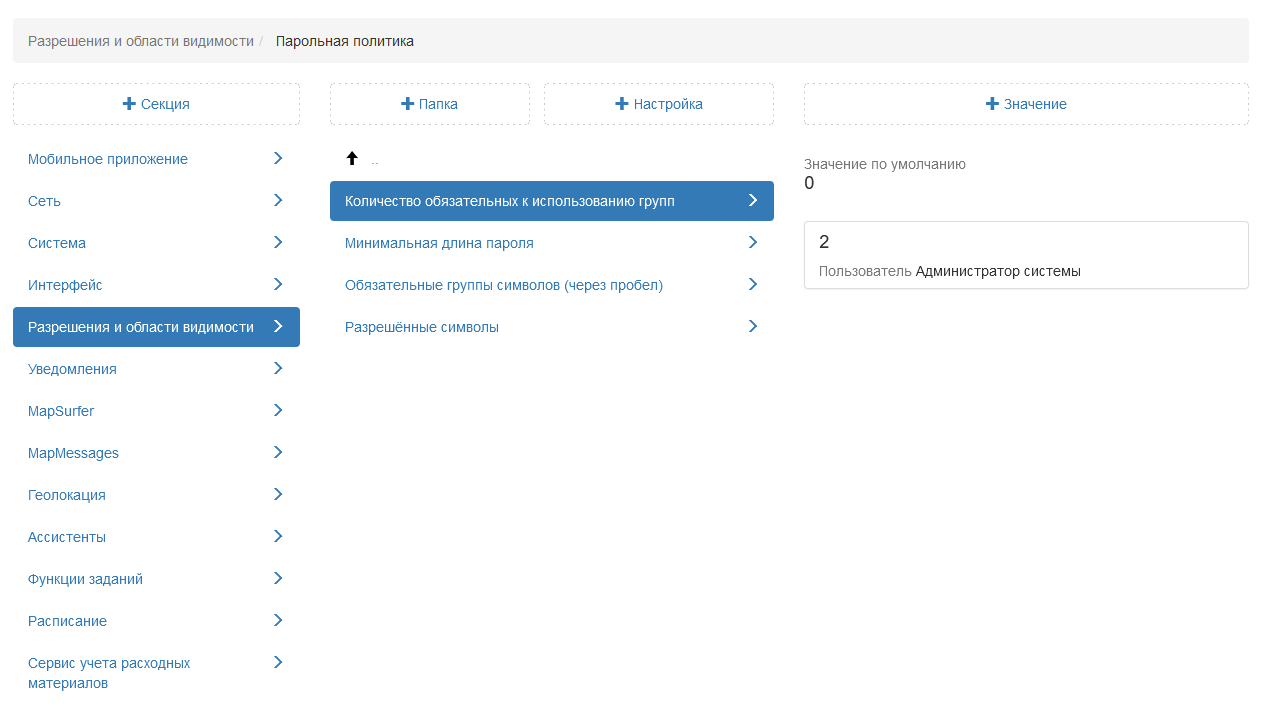 Разрешения и области видимости / Парольная политика
Секция
Папка
Настройка
Значение
Мобильное приложение
Сеть
Система
Интерфейс
Разрешения и области видимости
Уведомления
MapSurfer
MapMessages
Геолокация
Ассистенты
Функции заданий
Расписание
Сервис учета расходных
материалов
..
Количество обязательных к использованию групп
Минимальная длина пароля
Обязательные группы символов (через пробел)
Разрешённые символы
Значение по умолчанию
0
2
Пользователь Администратор системы